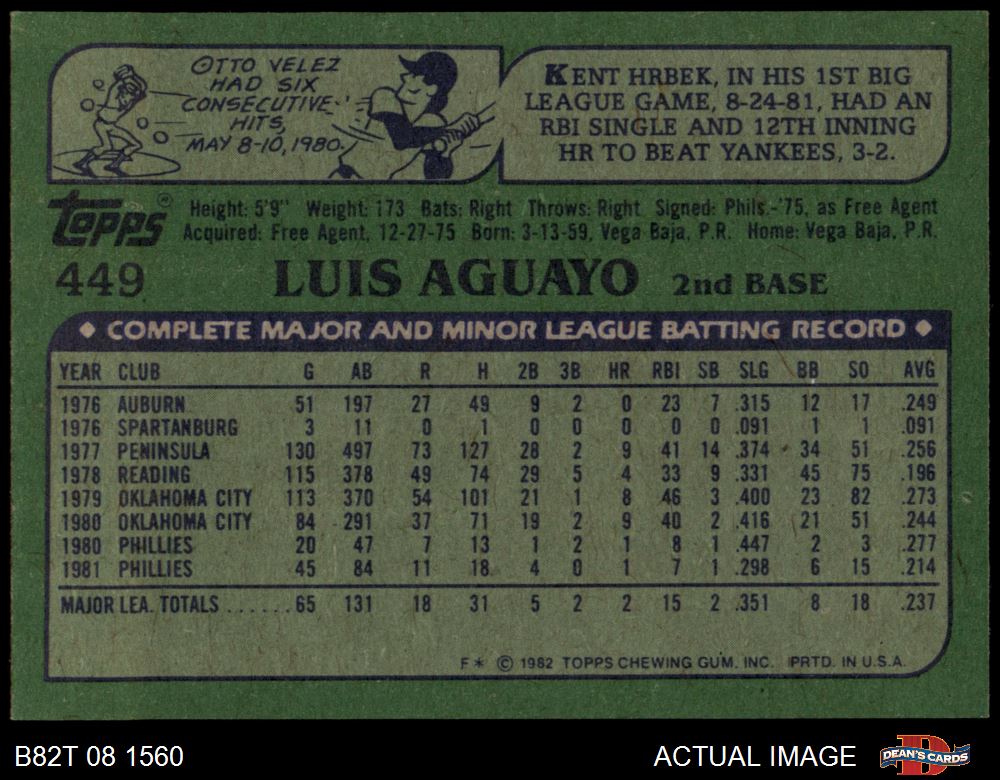 OTTO VELEZ
HAD SIX
CONSECUTIVE
HITS,
MAY 8-10, 1980.
KENT HRBEK, IN HIS 1ST BIG
LEAGUE GAME, 8-24-81, HAD AN
RBI SINGLE AND 12TH INNING
HR TO BEAT YANKEES, 3-2.
Topps®
Height: 5'9" Weight: 173 Bats: Right Throws: Right Signed: Phils.-'75, as Free Agent
Acquired: Free Agent, 12-27-75 Born: 3-13-59, Vega Baja, P.R. Home: Vega Baja, P.R.
449 LUIS AGUAYO 2nd BASE
◆ COMPLETE MAJOR AND MINOR LEAGUE BATTING RECORD ◆
YEAR CLUB G AB R H 2B 3B HR RBI SB SLG BB SO AVG
1976 AUBURN 51 197 27 49 9 2 0 23 7 .315 12 17 .249
1976 SPARTANBURG 3 11 0 1 0 0 0 0 0 .091 1 1 .091
1977 PENINSULA 130 497 73 127 28 2 9 41 14 .374 34 51 .256
1978 READING 115 378 49 74 29 5 4 33 9 .331 45 75 .196
1979 OKLAHOMA CITY 113 370 54 101 21 1 8 46 3 .400 23 82 .273
1980 OKLAHOMA CITY 84 291 37 71 19 2 9 40 2 .416 21 51 .244
1980 PHILLIES 20 47 7 13 1 2 1 8 1 .447 2 3 .277
1981 PHILLIES 45 84 11 18 4 0 1 7 1 .298 6 15 .214
MAJOR LEA. TOTALS ......65 131 18 31 5 2 2 15 2 .351 8 18 .237
F* © 1982 TOPPS CHEWING GUM. INC. PRTD. IN U.S.A.
B82T 08 1560 ACTUAL IMAGE DEAN'S CARDS